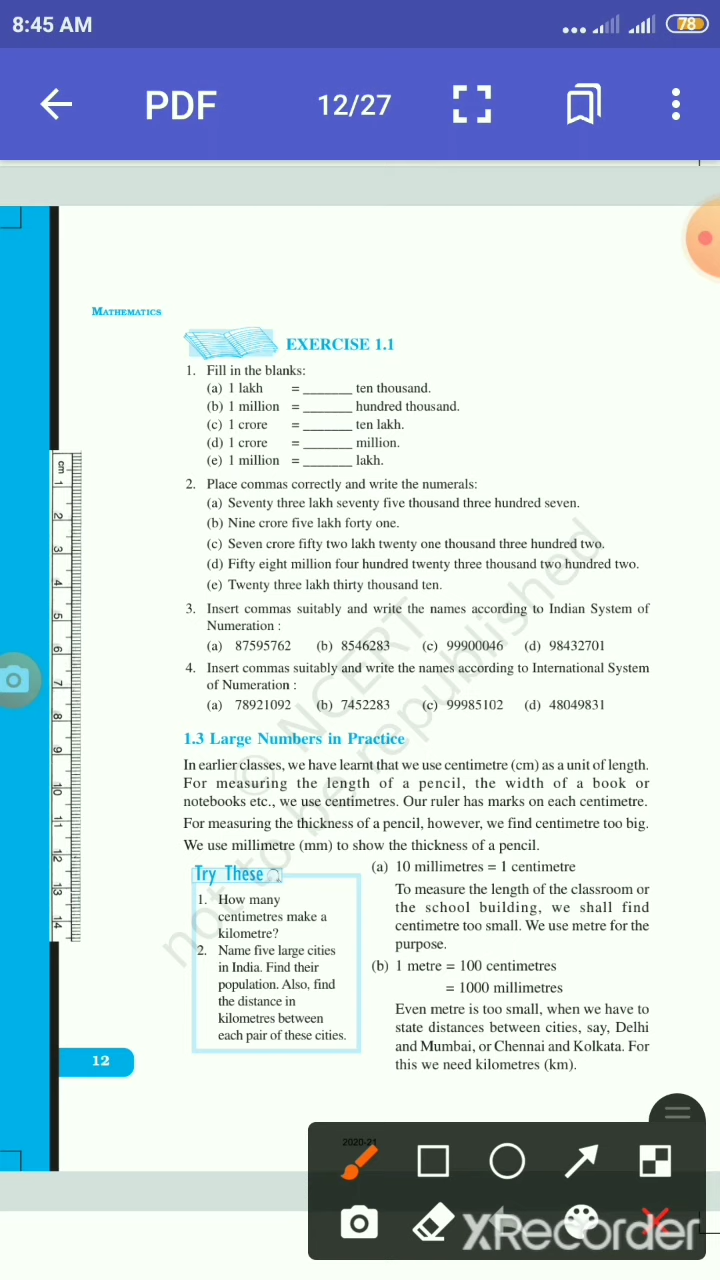 8:45 AM
78
PDF 12/27
MATHEMATICS
EXERCISE 1.1
1. Fill in the blanks:
(a) 1 lakh = _______ ten thousand.
(b) 1 million = _______ hundred thousand.
(c) 1 crore = _______ ten lakh.
(d) 1 crore = _______ million.
(e) 1 million = _______ lakh.
2. Place commas correctly and write the numerals:
(a) Seventy three lakh seventy five thousand three hundred seven.
(b) Nine crore five lakh forty one.
(c) Seven crore fifty two lakh twenty one thousand three hundred two.
(d) Fifty eight million four hundred twenty three thousand two hundred two.
(e) Twenty three lakh thirty thousand ten.
3. Insert commas suitably and write the names according to Indian System of
Numeration :
(a) 87595762 (b) 8546283 (c) 99900046 (d) 98432701
4. Insert commas suitably and write the names according to International System
of Numeration :
(a) 78921092 (b) 7452283 (c) 99985102 (d) 48049831
1.3 Large Numbers in Practice
In earlier classes, we have learnt that we use centimetre (cm) as a unit of length.
For measuring the length of a pencil, the width of a book or
notebooks etc., we use centimetres. Our ruler has marks on each centimetre.
For measuring the thickness of a pencil, however, we find centimetre too big.
We use millimetre (mm) to show the thickness of a pencil.
Try These
1. How many
centimetres make a
kilometre?
2. Name five large cities
in India. Find their
population. Also, find
the distance in
kilometres between
each pair of these cities.
(a) 10 millimetres = 1 centimetre
To measure the length of the classroom or
the school building, we shall find
centimetre too small. We use metre for the
purpose.
(b) 1 metre = 100 centimetres
= 1000 millimetres
Even metre is too small, when we have to
state distances between cities, say, Delhi
and Mumbai, or Chennai and Kolkata. For
this we need kilometres (km).
© NCERT
not to be republished
cm 1 2 3 4 5 6 7 8 9 10 11 12 13 14
12
2020-21
XRecorder